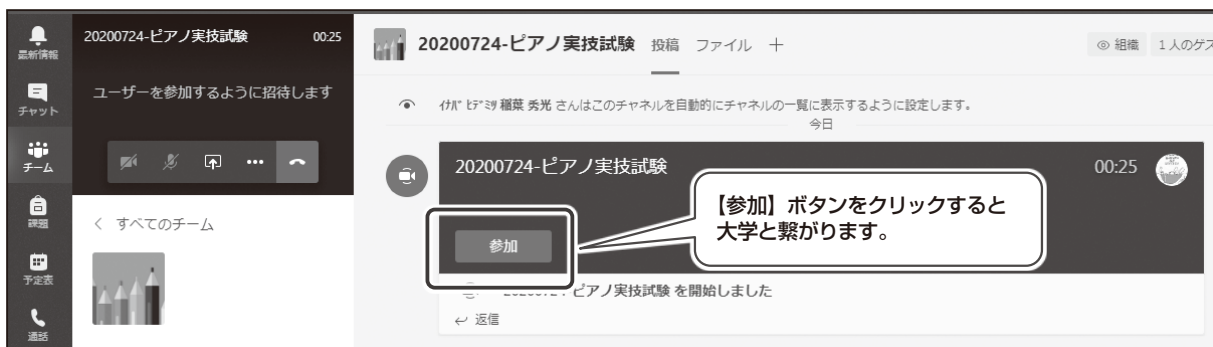 最新情報
チャット
チーム
課題
予定表
通話
20200724-ピアノ実技試験 00:25
ユーザーを参加するように招待します
< すべてのチーム
20200724-ピアノ実技試験 投稿 ファイル +
組織 1 人のゲス
ｲﾅﾊﾞ ﾋﾃﾞﾐﾂ 稲葉 秀光 さんはこのチャネルを自動的にチャネルの一覧に表示するように設定します。
今日
20200724-ピアノ実技試験 00:25
参加
【参加】ボタンをクリックすると
大学と繋がります。
ピアノ実技試験 を開始しました
返信